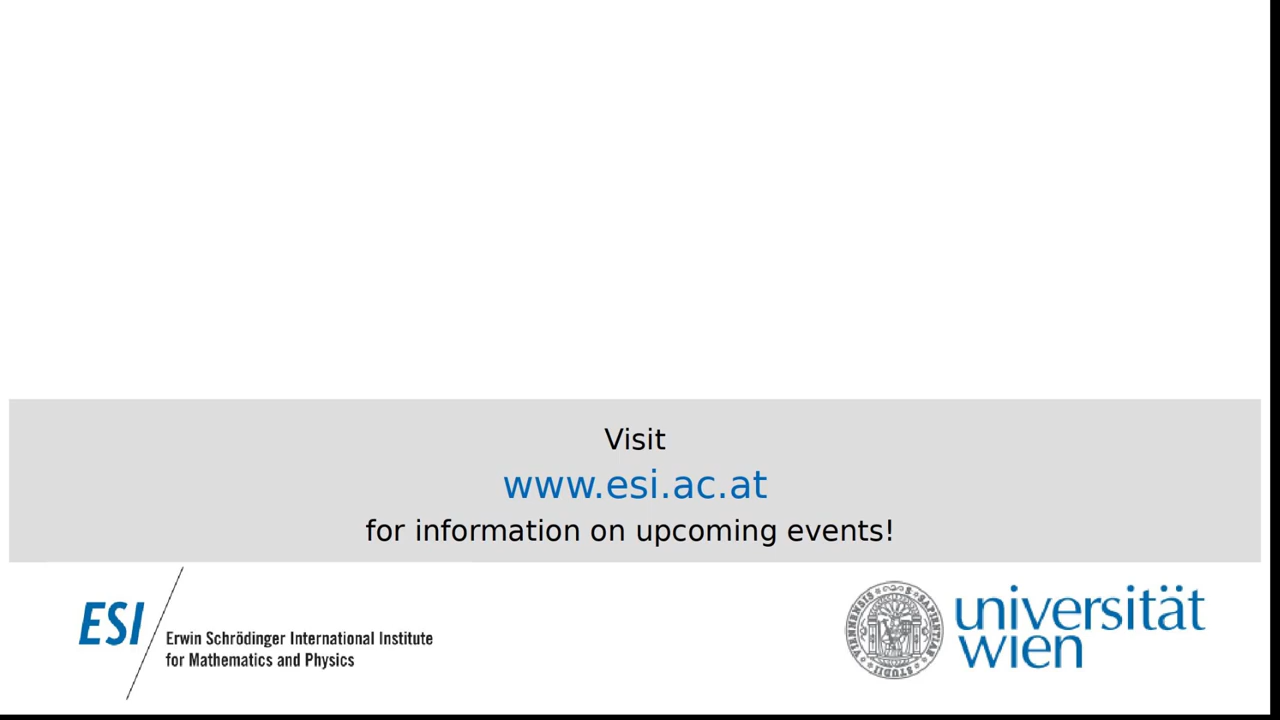 Visit
www.esi.ac.at
for information on upcoming events!
ESI
Erwin Schrödinger International Institute
for Mathematics and Physics
universität
wien